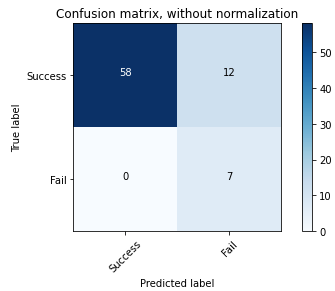 Confusion matrix, without normalization
True label
Success
Fail
58
12
0
7
Success
Fail
Predicted label
50
40
30
20
10
0